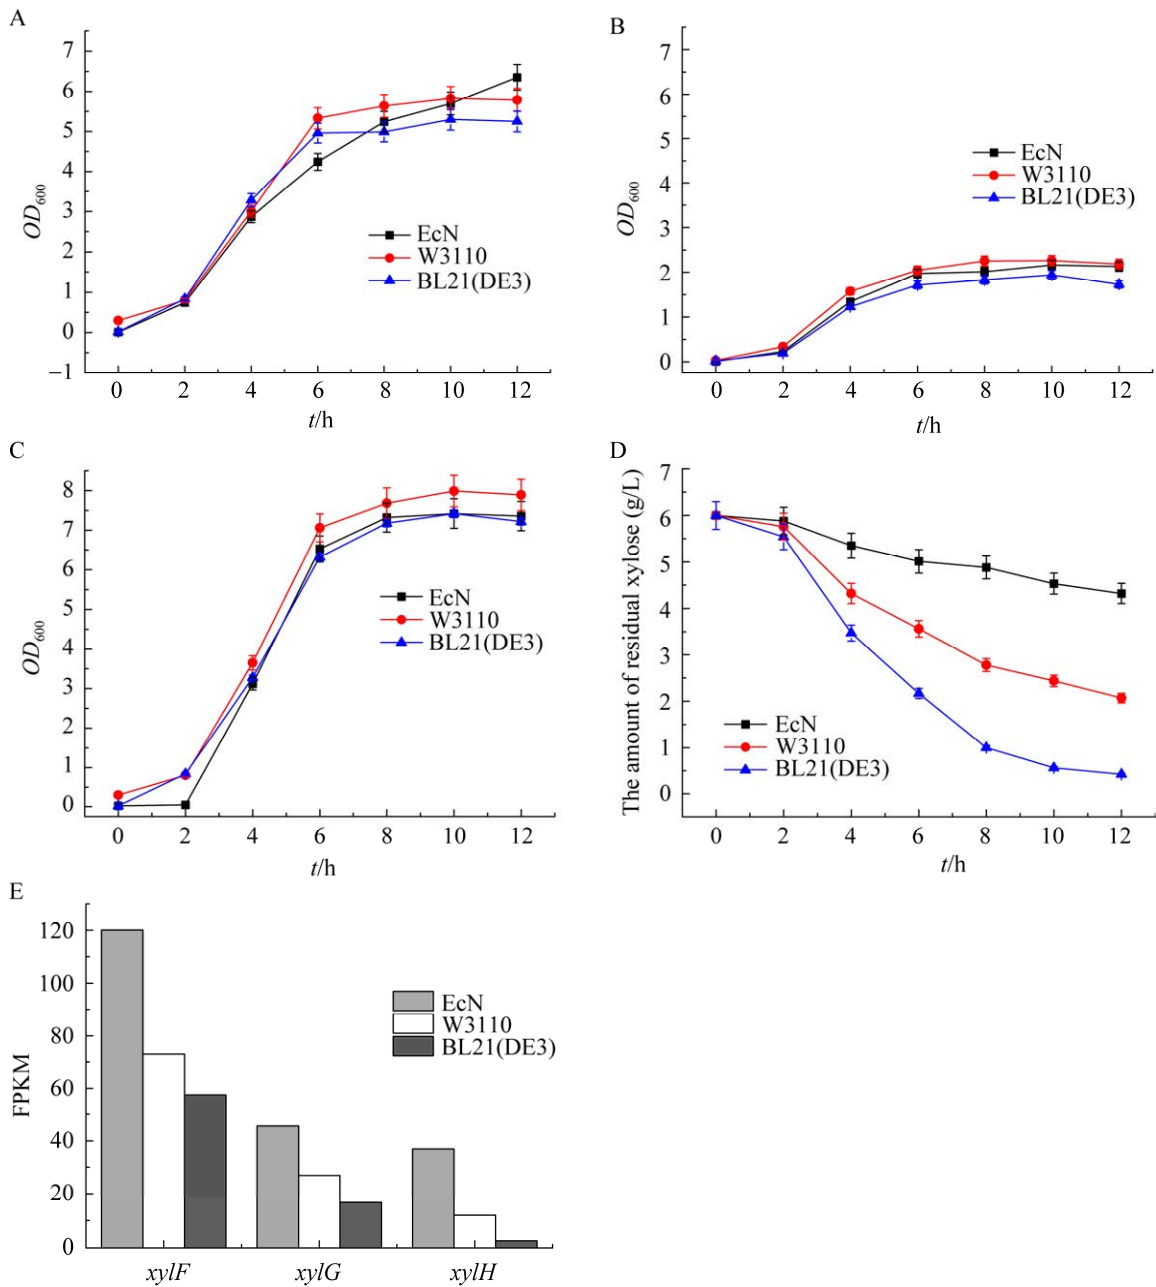 A
7
6
5
4
3
2
1
0
−1
OD600
EcN
W3110
BL21(DE3)
0 2 4 6 8 10 12
t/h
B
7
6
5
4
3
2
1
0
OD600
EcN
W3110
BL21(DE3)
0 2 4 6 8 10 12
t/h
C
8
7
6
5
4
3
2
1
0
OD600
EcN
W3110
BL21(DE3)
0 2 4 6 8 10 12
t/h
D
7
6
5
4
3
2
1
0
The amount of residual xylose (g/L)
EcN
W3110
BL21(DE3)
0 2 4 6 8 10 12
t/h
E
120
100
80
60
40
20
0
FPKM
EcN
W3110
BL21(DE3)
xylF xylG xylH